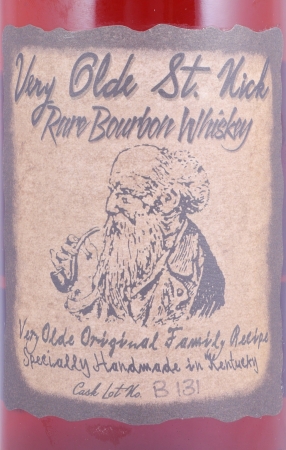 Very Olde St. Nick
Rare Bourbon Whiskey
Very Olde Original Family Recipe
Specially Handmade in Kentucky
Cask Lot No. B 131